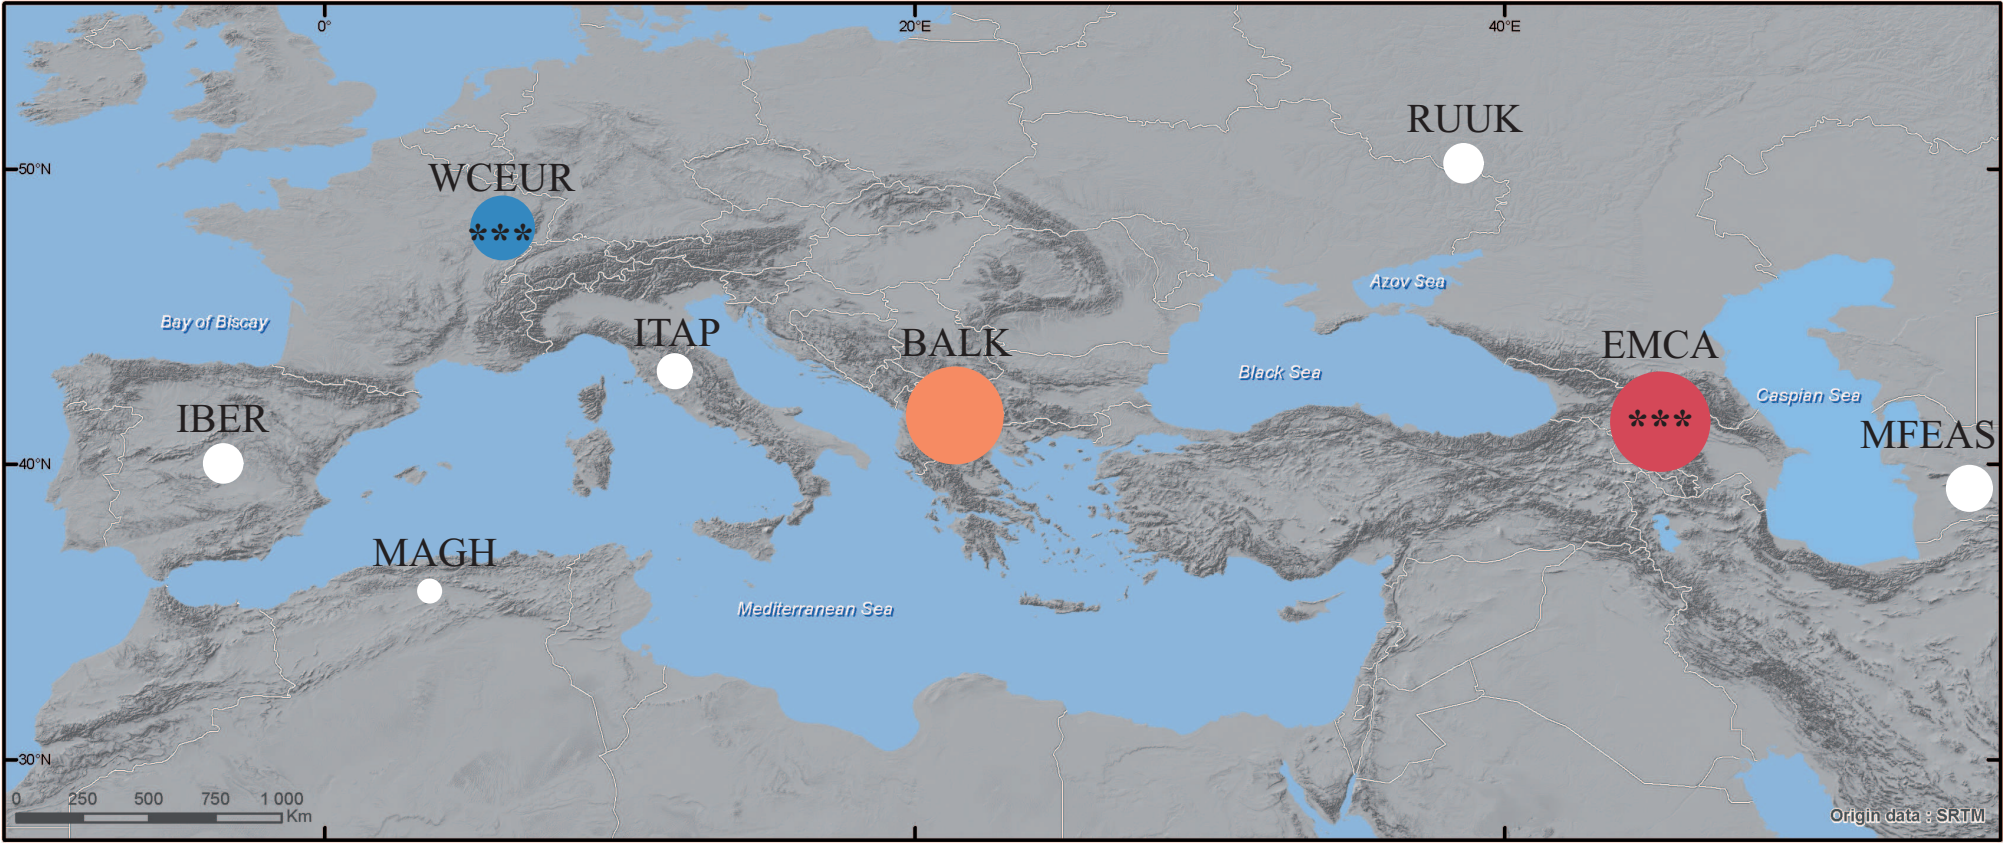 0°
20°E
40°E
RUUK
50°N
WCEUR
***
Azov Sea
Bay of Biscay
ITAP
BALK
EMCA
Black Sea
Caspian Sea
IBER
***
MFEAS
40°N
MAGH
Mediterranean Sea
30°N
0 250 500 750 1 000
Km
Origin data : SRTM